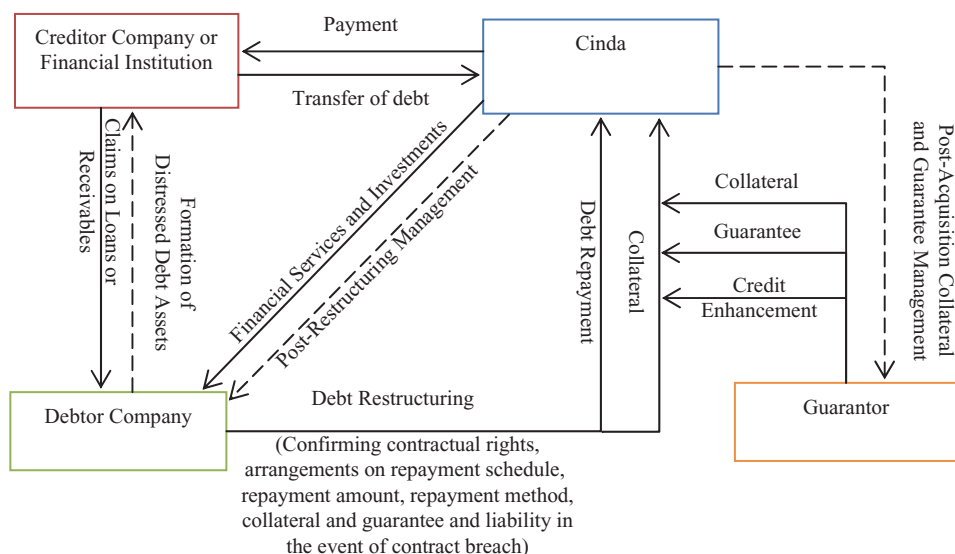 Creditor Company or
Financial Institution
Payment
Transfer of debt
Cinda
Claims on Loans or
Receivables
Formation of
Distressed Debt Assets
Financial Services and Investments
Post-Restructuring Management
Debt Repayment
Collateral
Collateral
Guarantee
Credit
Enhancement
Post-Acquisition Collateral
and Guarantee Management
Debtor Company
Debt Restructuring
(Confirming contractual rights,
arrangements on repayment schedule,
repayment amount, repayment method,
collateral and guarantee and liability in
the event of contract breach)
Guarantor